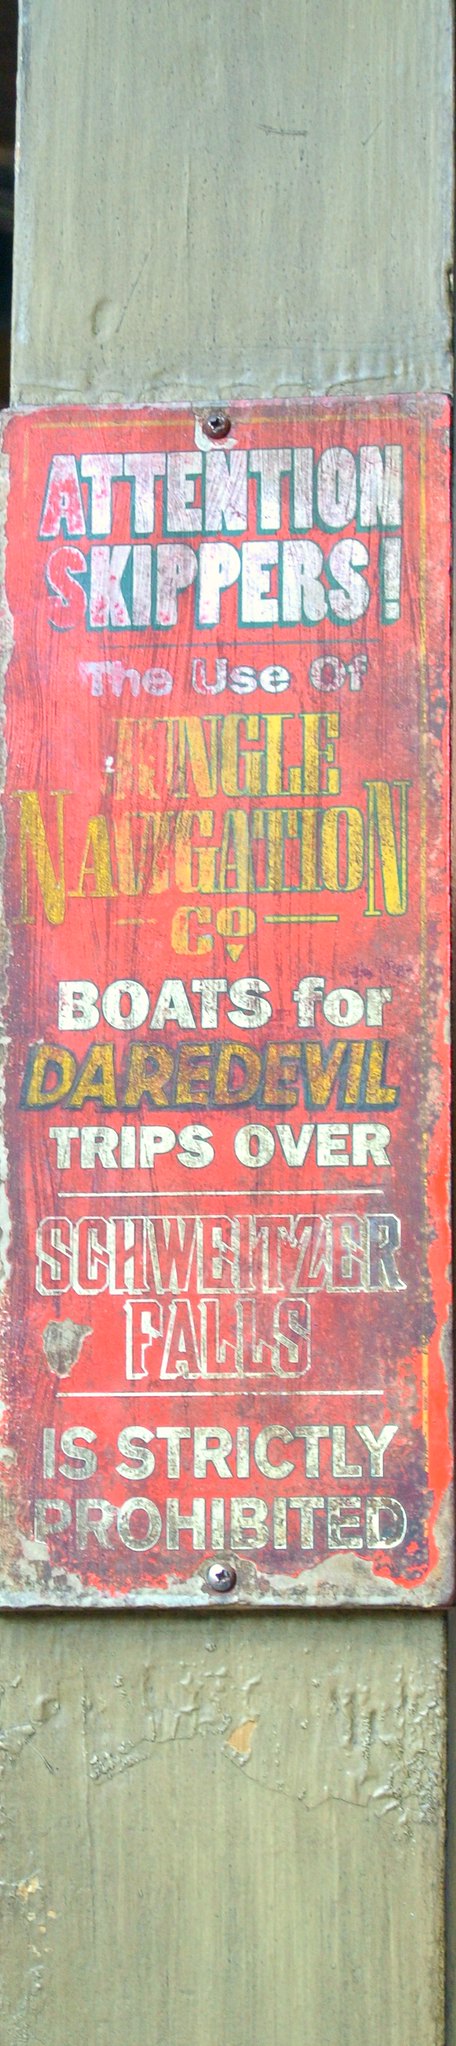 ATTENTION
SKIPPERS!
The Use Of
JUNGLE
NAVIGATION
Co
BOATS for
DAREDEVIL
TRIPS OVER
SCHWEITZER
FALLS
IS STRICTLY
PROHIBITED